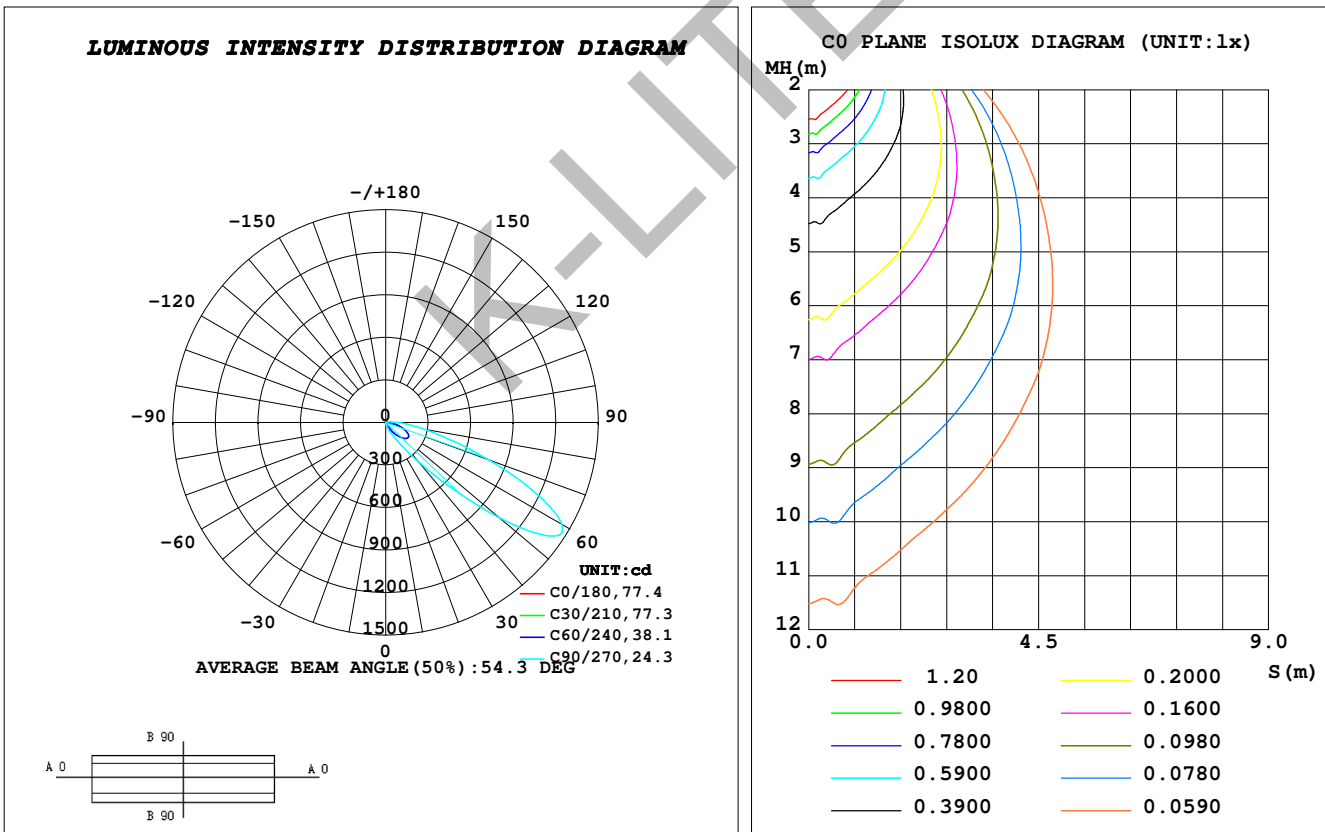 LUMINOUS INTENSITY DISTRIBUTION DIAGRAM
-/+180
-150
150
-120
120
-90
90
-60
60
-30
30
0
0
300
600
900
1200
1500
UNIT:cd
C0/180,77.4
C30/210,77.3
C60/240,38.1
C90/270,24.3
AVERAGE BEAM ANGLE(50%):54.3 DEG
B 90
A 0
A 0
B 90
C0 PLANE ISOLUX DIAGRAM (UNIT:lx)
MH(m)
2
3
4
5
6
7
8
9
10
11
12
0.0
4.5
9.0
S(m)
1.20
0.2000
0.9800
0.1600
0.7800
0.0980
0.5900
0.0780
0.3900
0.0590
K-LITE